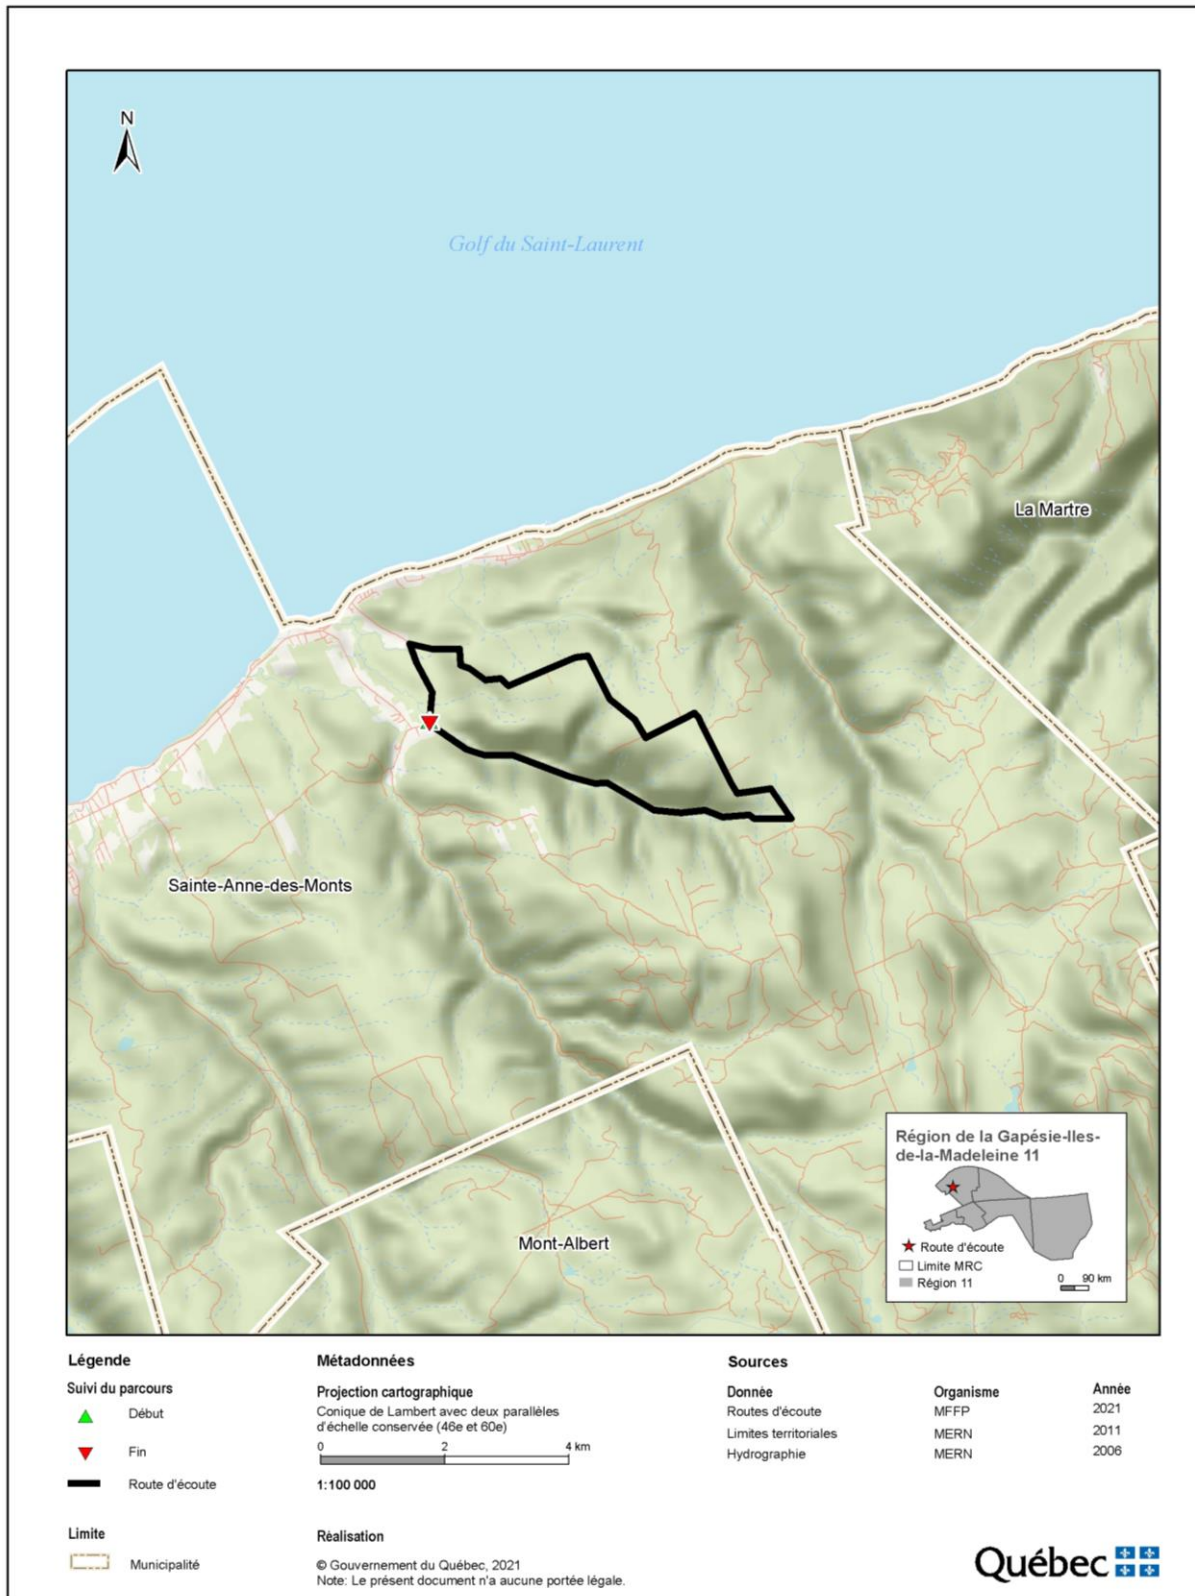 N
Golf du Saint-Laurent
La Martre
Sainte-Anne-des-Monts
Mont-Albert
Région de la Gapésie-Iles-
de-la-Madeleine 11
Route d'écoute
Limite MRC
Région 11
0 90 km
Légende
Suivi du parcours
Début
Fin
Route d'écoute
Limite
Municipalité
Métadonnées
Projection cartographique
Conique de Lambert avec deux parallèles
d'échelle conservée (46e et 60e)
0 2 4 km
1:100 000
Réalisation
© Gouvernement du Québec, 2021
Note: Le présent document n'a aucune portée légale.
Sources
Donnée Organisme Année
Routes d'écoute MFFP 2021
Limites territoriales MERN 2011
Hydrographie MERN 2006
Québec